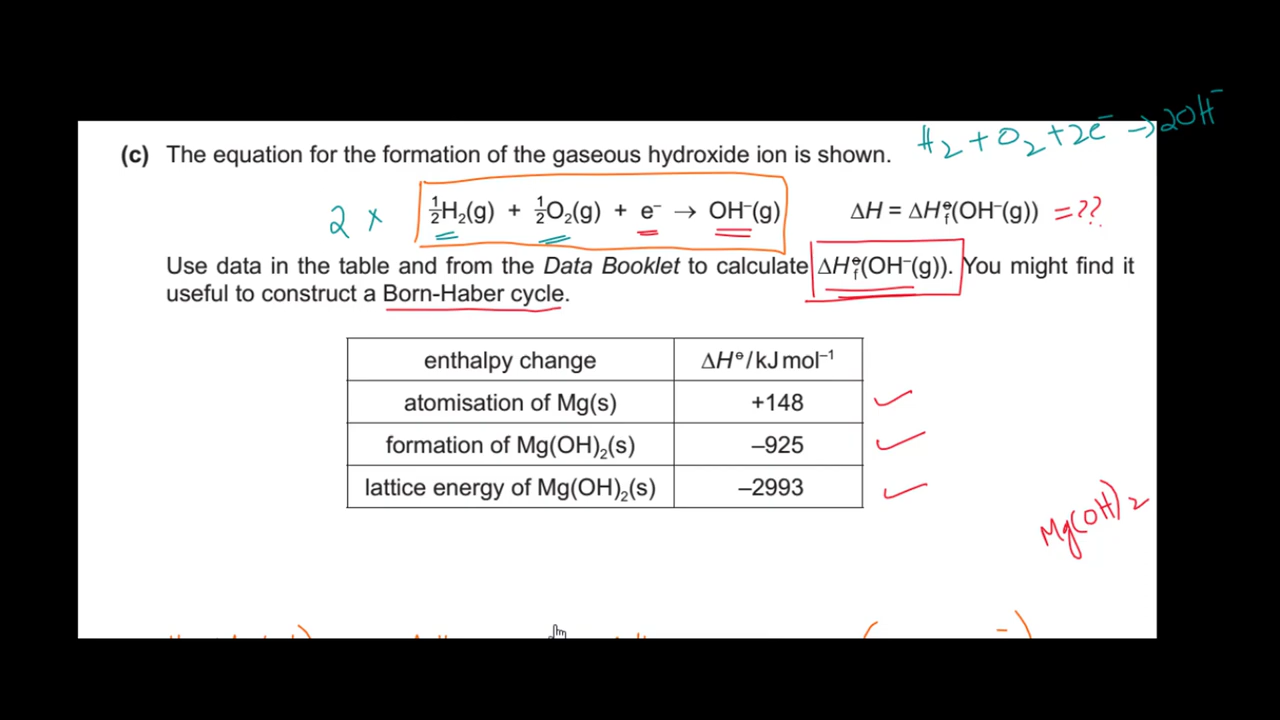 H₂ + O₂ + 2e⁻ → 2OH⁻
(c) The equation for the formation of the gaseous hydroxide ion is shown.
2 × ½H₂(g) + ½O₂(g) + e⁻ → OH⁻(g) ΔH = ΔH⦵f(OH⁻(g)) = ??
Use data in the table and from the Data Booklet to calculate ΔH⦵f(OH⁻(g)). You might find it
useful to construct a Born-Haber cycle.
enthalpy change ΔH⦵/kJ mol⁻¹
atomisation of Mg(s) +148 ✓
formation of Mg(OH)₂(s) –925 ✓
lattice energy of Mg(OH)₂(s) –2993 ✓
Mg(OH)₂